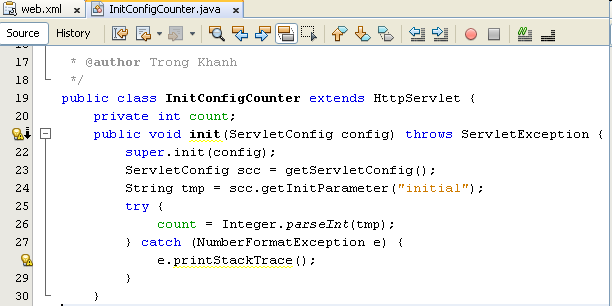 web.xml InitConfigCounter.java
Source History
17 * @author Trong Khanh
18 */
19 public class InitConfigCounter extends HttpServlet {
20 private int count;
public void init(ServletConfig config) throws ServletException {
22 super.init(config);
23 ServletConfig scc = getServletConfig();
24 String tmp = scc.getInitParameter("initial");
25 try {
26 count = Integer.parseInt(tmp);
27 } catch (NumberFormatException e) {
e.printStackTrace();
29 }
30 }